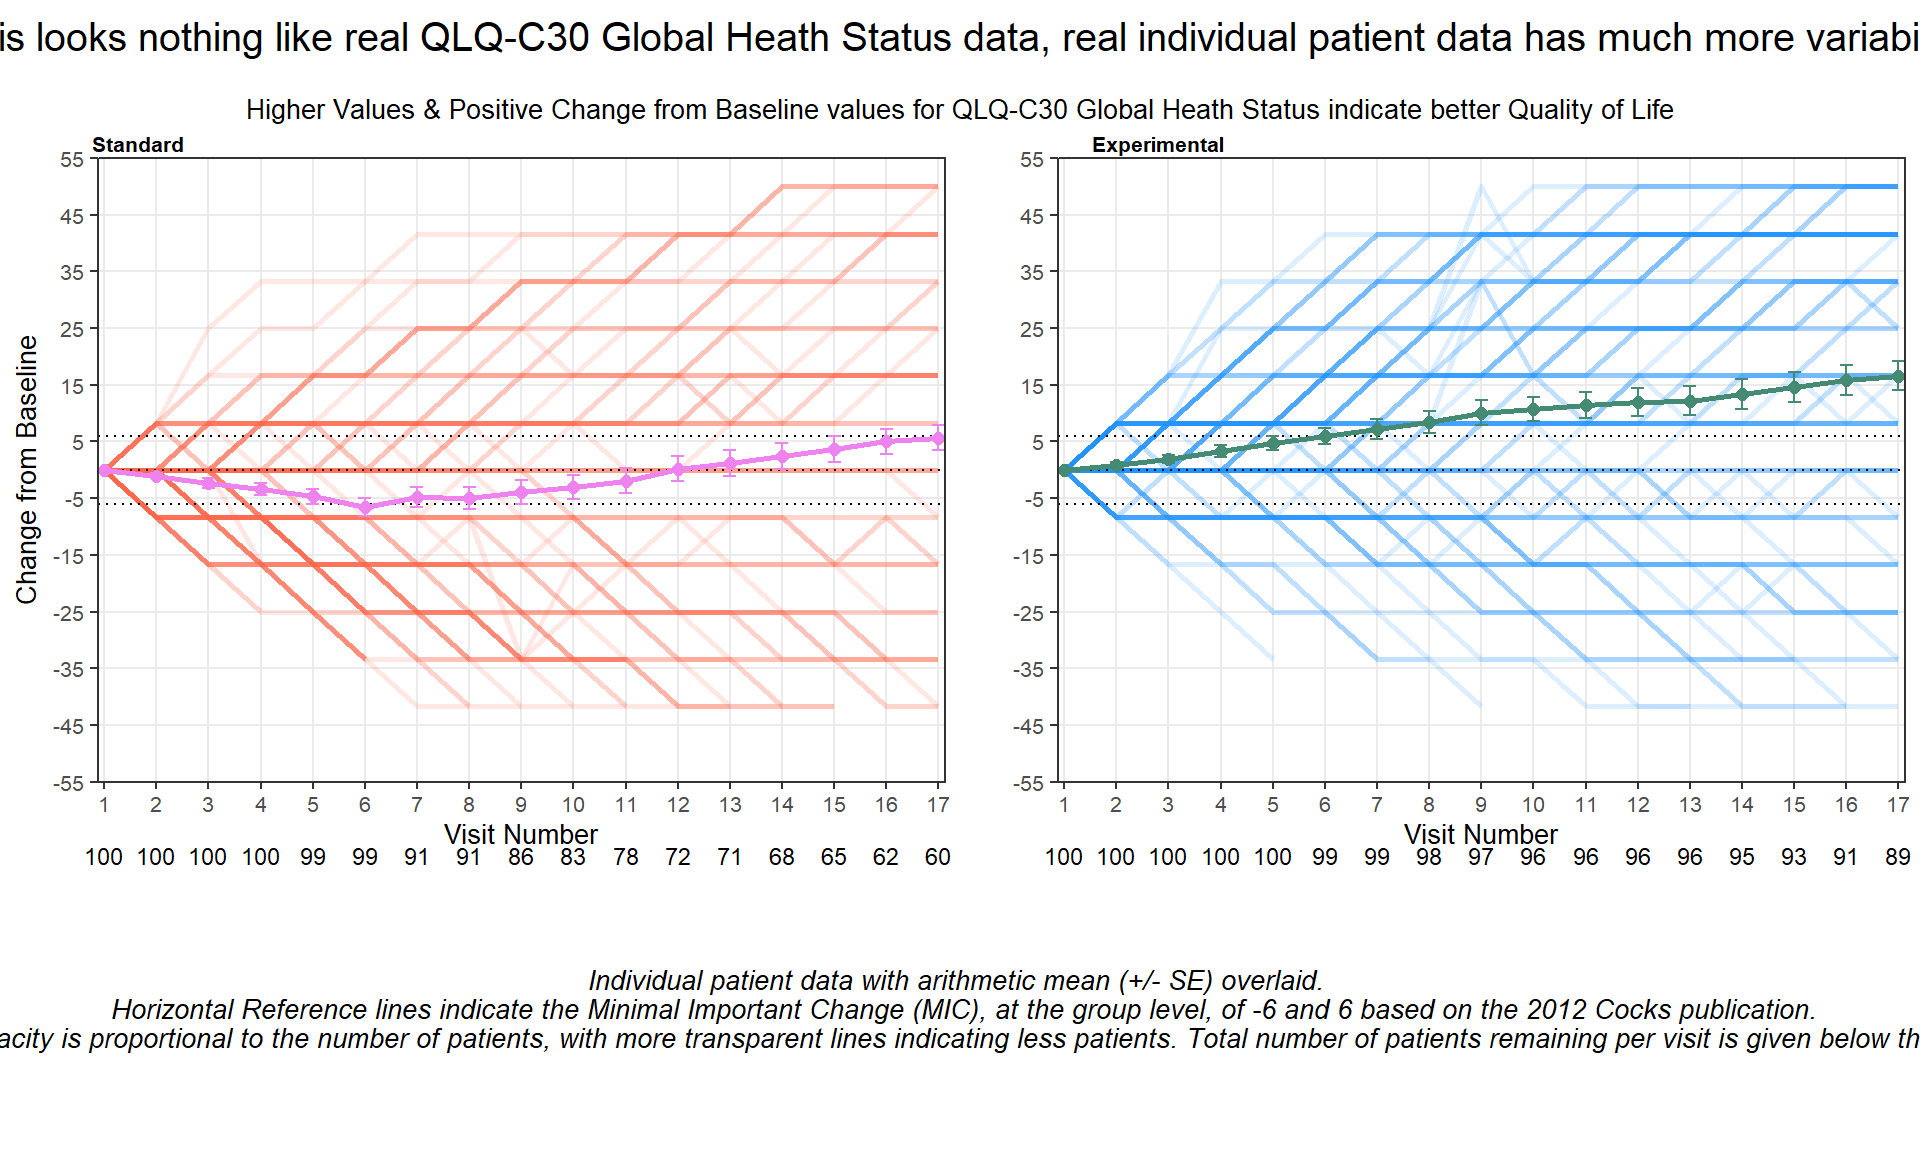 is looks nothing like real QLQ-C30 Global Heath Status data, real individual patient data has much more variabi
Higher Values & Positive Change from Baseline values for QLQ-C30 Global Heath Status indicate better Quality of Life
Standard
55
45
35
25
15
5
-5
-15
-25
-35
-45
-55
Change from Baseline
1 2 3 4 5 6 7 8 9 10 11 12 13 14 15 16 17
Visit Number
100 100 100 100 99 99 91 91 86 83 78 72 71 68 65 62 60
Experimental
55
45
35
25
15
5
-5
-15
-25
-35
-45
-55
1 2 3 4 5 6 7 8 9 10 11 12 13 14 15 16 17
Visit Number
100 100 100 100 100 99 99 98 97 96 96 96 96 95 93 91 89
Individual patient data with arithmetic mean (+/- SE) overlaid.
Horizontal Reference lines indicate the Minimal Important Change (MIC), at the group level, of -6 and 6 based on the 2012 Cocks publication.
acity is proportional to the number of patients, with more transparent lines indicating less patients. Total number of patients remaining per visit is given below th